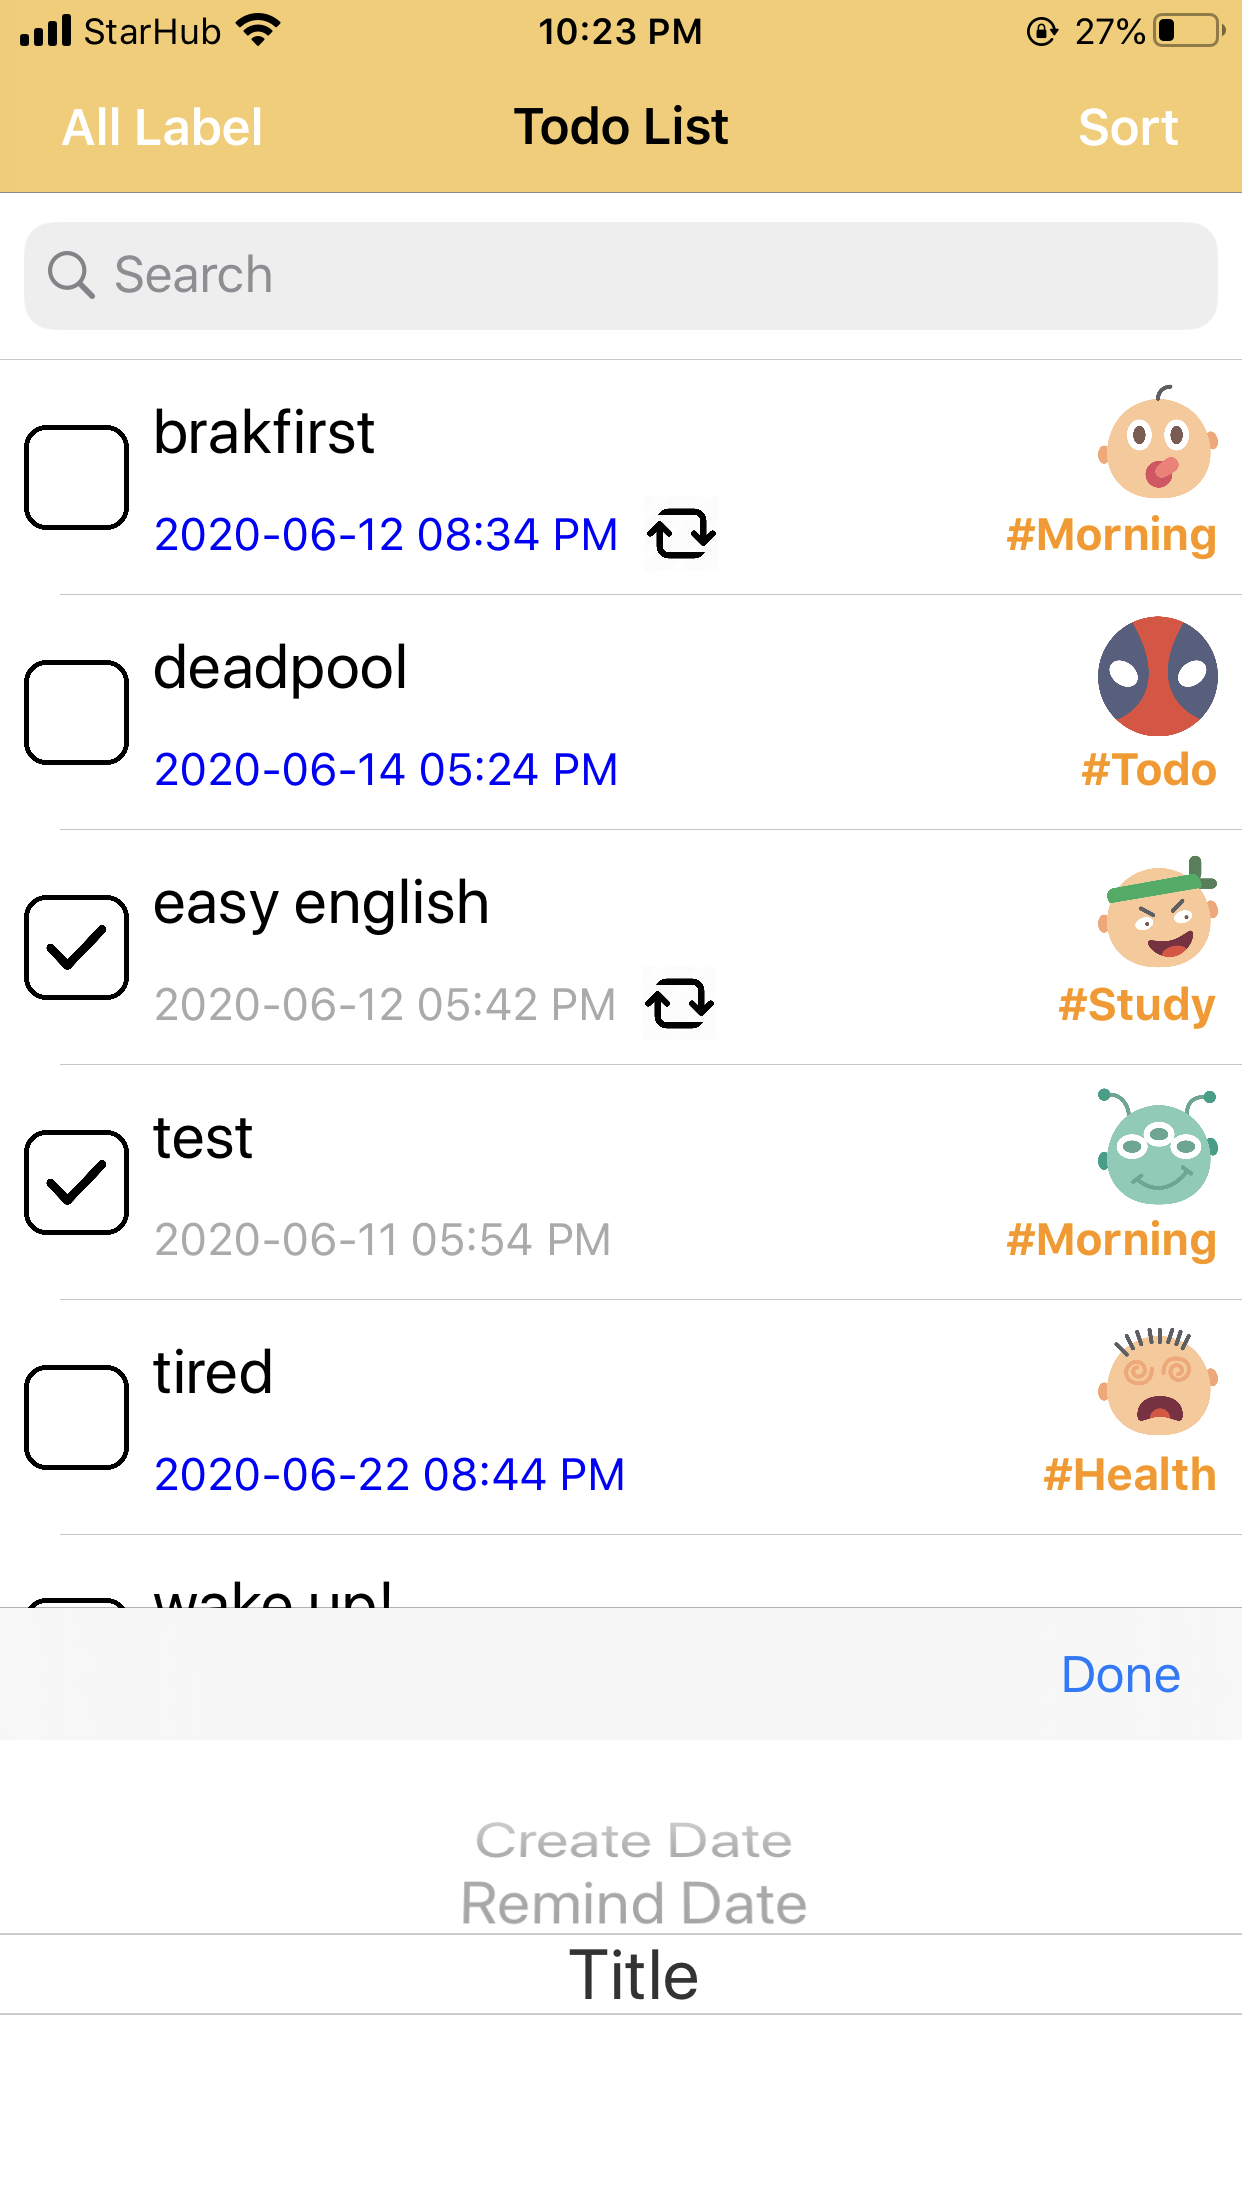 StarHub 10:23 PM 27%
All Label Todo List Sort
Search
brakfirst
2020-06-12 08:34 PM #Morning
deadpool
2020-06-14 05:24 PM #Todo
easy english
2020-06-12 05:42 PM #Study
test
2020-06-11 05:54 PM #Morning
tired
2020-06-22 08:44 PM #Health
wake up!
Done
Create Date
Remind Date
Title